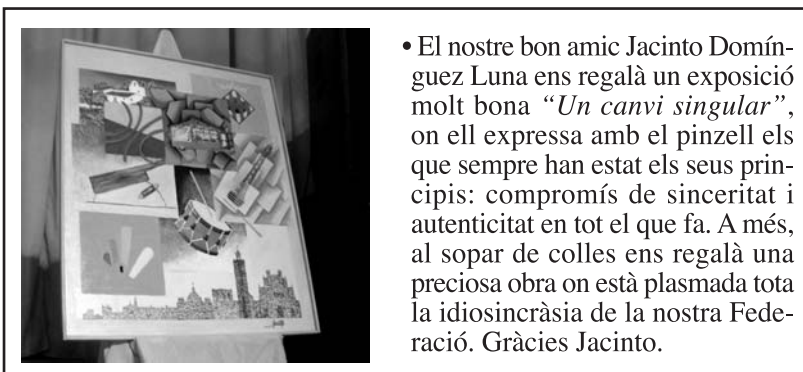 • El nostre bon amic Jacinto Domín-
guez Luna ens regalà un exposició
molt bona “Un canvi singular”,
on ell expressa amb el pinzell els
que sempre han estat els seus prin-
cipis: compromís de sinceritat i
autenticitat en tot el que fa. A més,
al sopar de colles ens regalà una
preciosa obra on està plasmada tota
la idiosincràsia de la nostra Fede-
ració. Gràcies Jacinto.